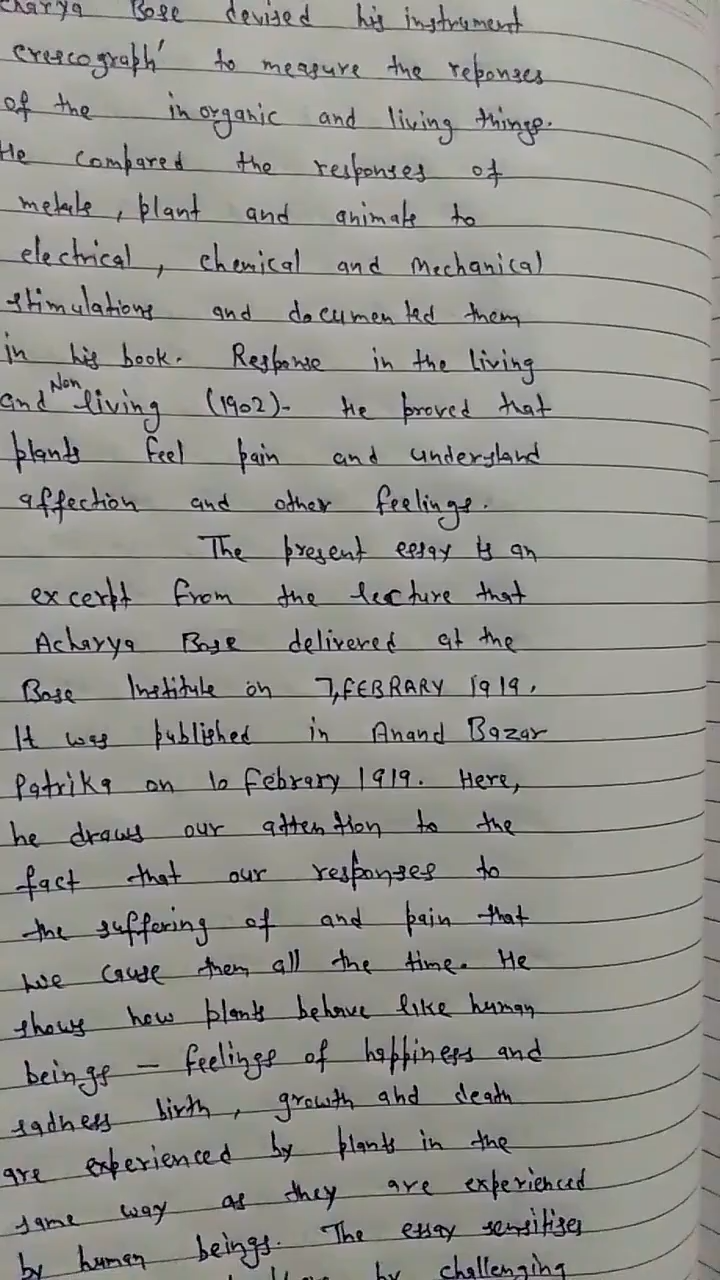 charya Bose devised his instrument
crescograph' to measure the reponses
of the inorganic and living things.
He compared the responses of
metals, plant and animals to
electrical, chemical and mechanical
stimulations and documented them
in his book. Response in the living
and Non living (1902)- He proved that
plants feel pain and understand
affection and other feelings.
The present essay is an
excerpt from the lecture that
Acharya Bose delivered at the
Bose Institute on 7, FEBRARY 1919.
It was published in Anand Bazar
Patrika on 10 Febrary 1919. Here,
he draws our attention to the
fact that our responses to
the suffering of and pain that
we cause them all the time. He
shows how plants behave like human
beings - feelings of happiness and
sadness birth, growth and death
are experienced by plants in the
same way as they are experienced
by human beings. The essay sensitises
by challenging